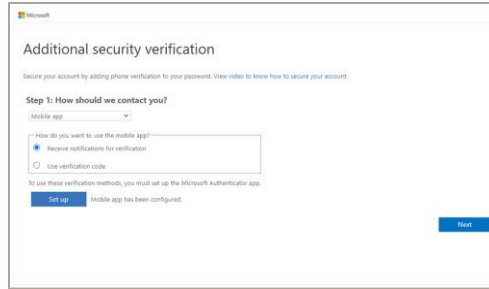 Microsoft
Additional security verification
Secure your account by adding phone verification to your password. View video to know how to secure your account
Step 1: How should we contact you?
Mobile app
How do you want to use the mobile app?
Receive notifications for verification
Use verification code
To use these verification methods, you must set up the Microsoft Authenticator app.
Set up Mobile app has been configured.
Next